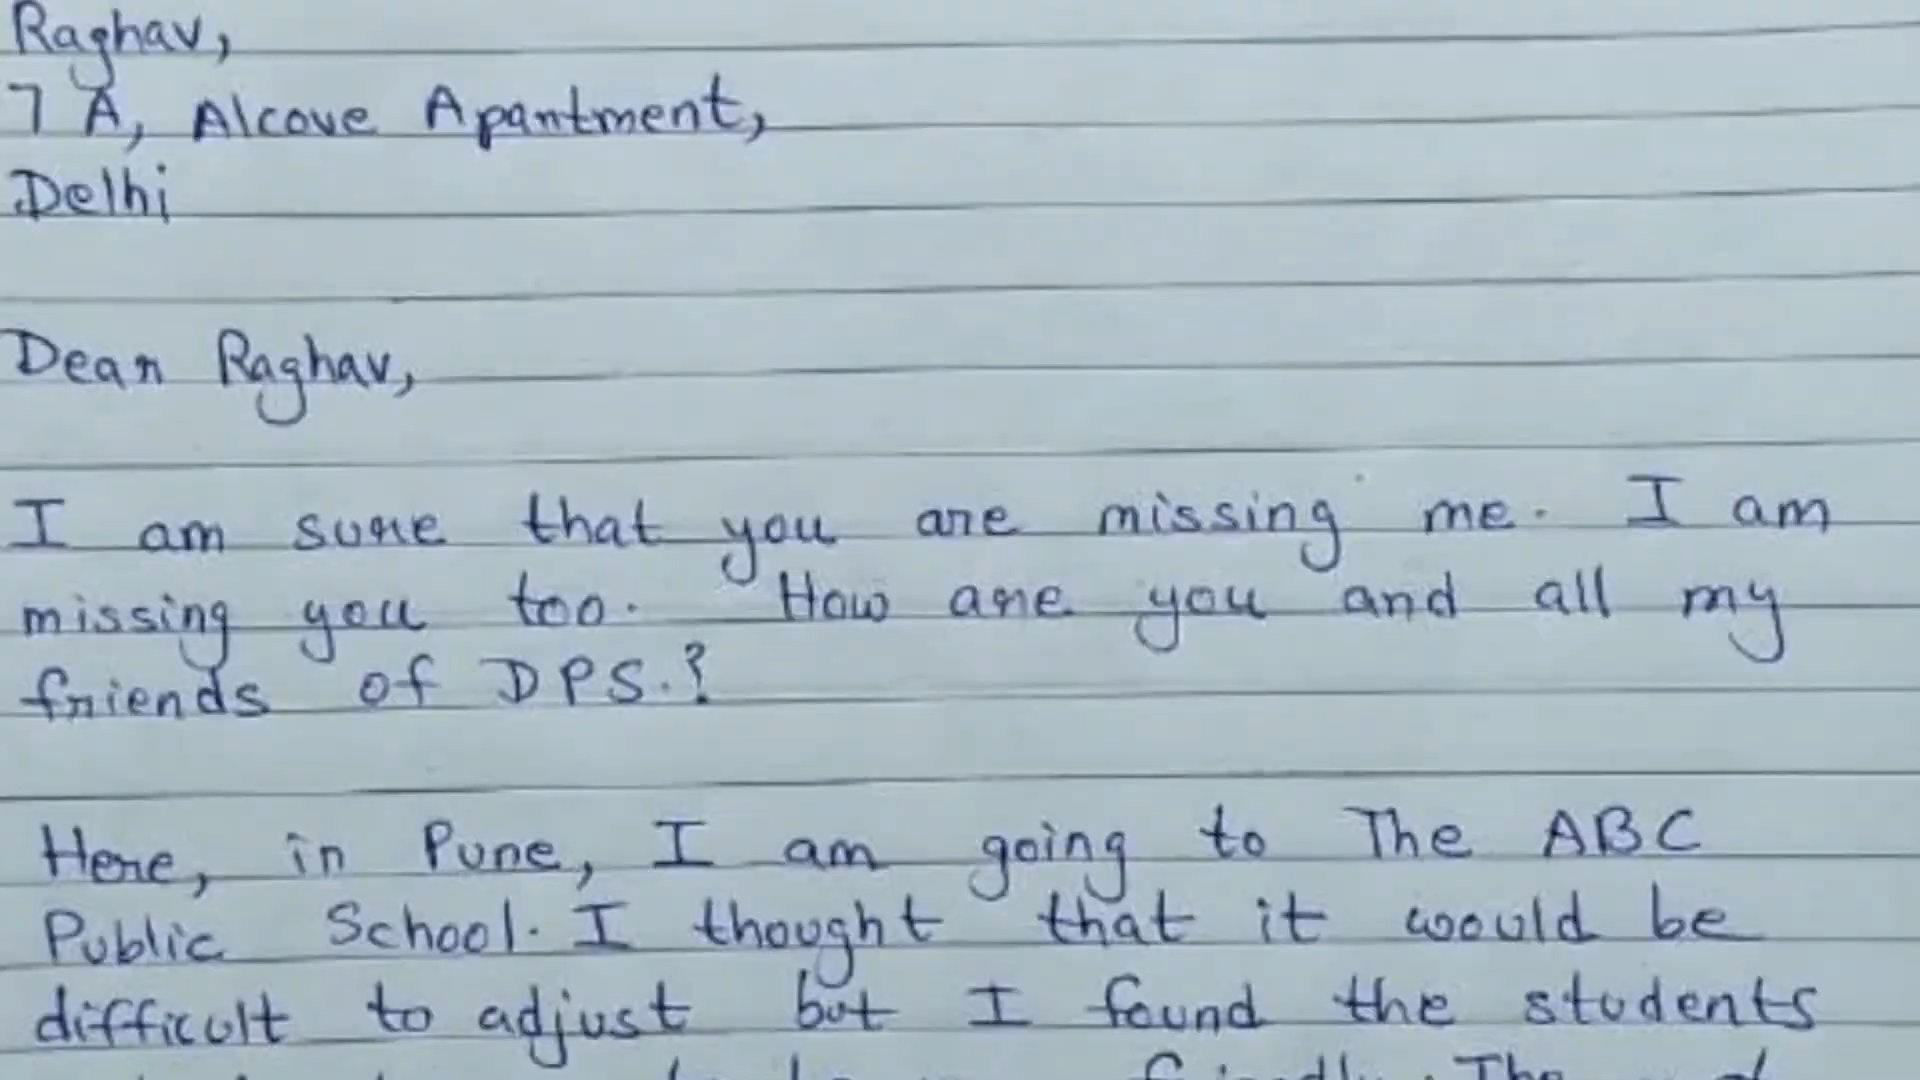 Raghav,
7 A, Alcove Apartment,
Delhi
Dear Raghav,
I am sure that you are missing me. I am
missing you too. How are you and all my
friends of DPS.?
Here, in Pune, I am going to The ABC
Public School. I thought that it would be
difficult to adjust but I found the students
friendly. The